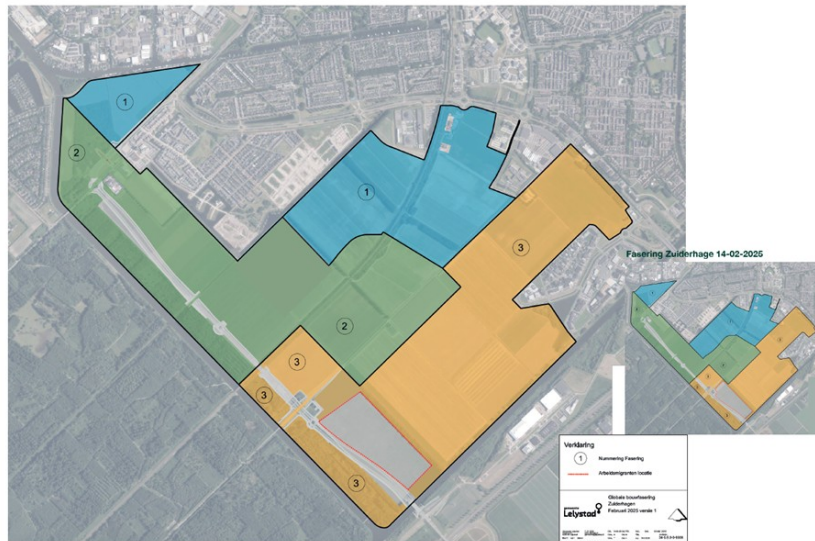 1
2
1
3
Fasering Zuiderhage 14-02-2025
2
3
3
3
Verklaring
1 Nummering Fasering
Arbeidsmigranten locatie
Globale bouwfasering
Zuiderhagen
Lelystad
Februari 2025 versie 1